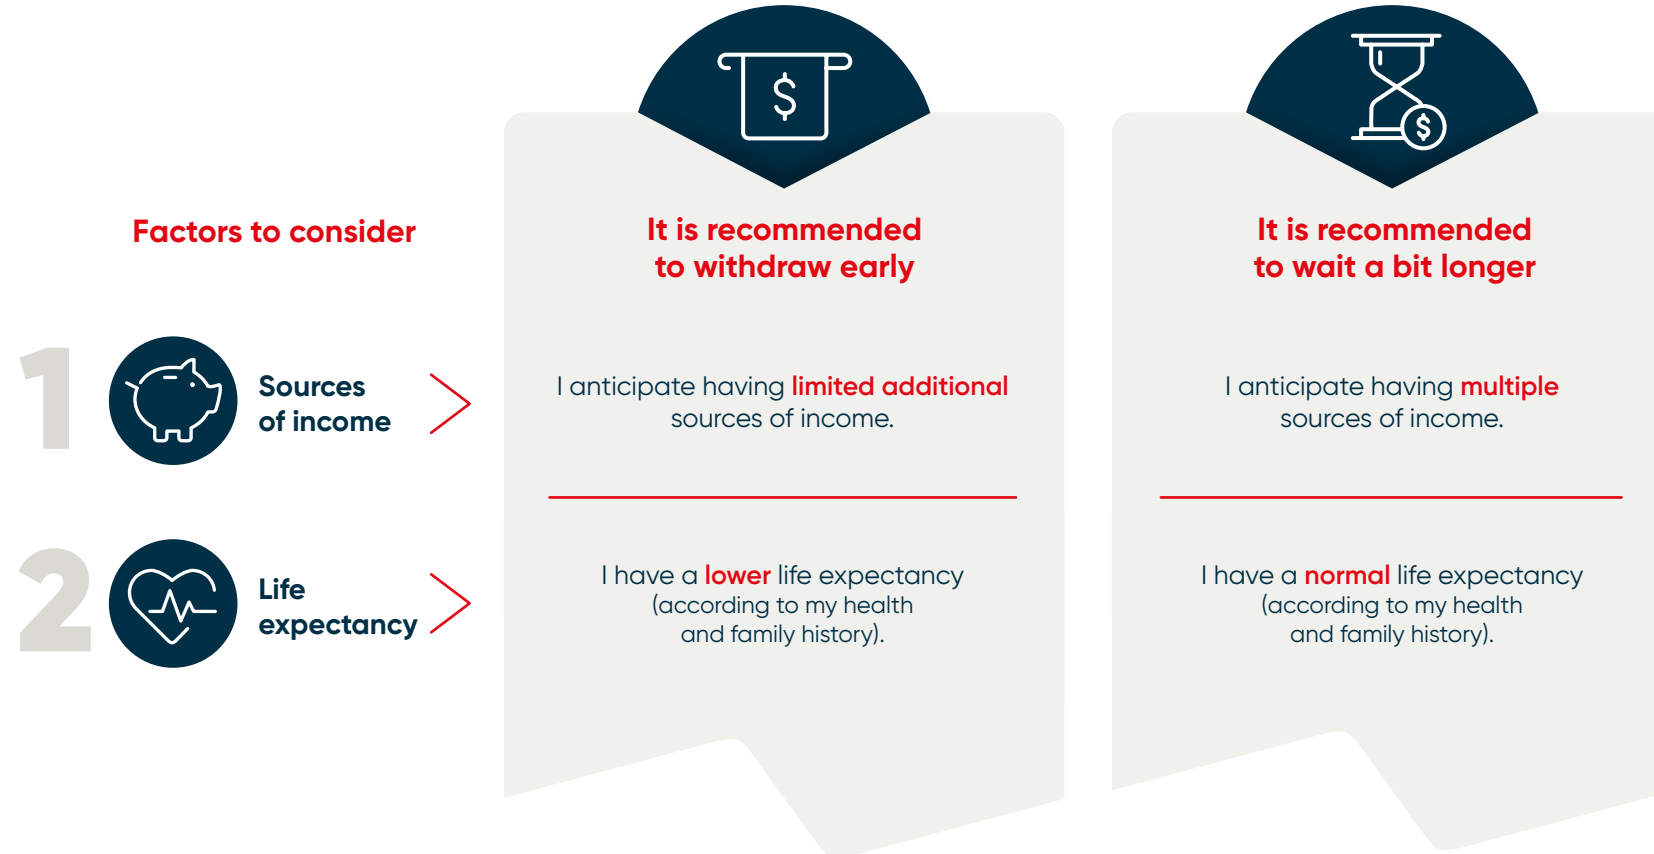 Factors to consider
It is recommended
to withdraw early
It is recommended
to wait a bit longer
1
Sources
of income
I anticipate having limited additional
sources of income.
I anticipate having multiple
sources of income.
2
Life
expectancy
I have a lower life expectancy
(according to my health
and family history).
I have a normal life expectancy
(according to my health
and family history).
$
$